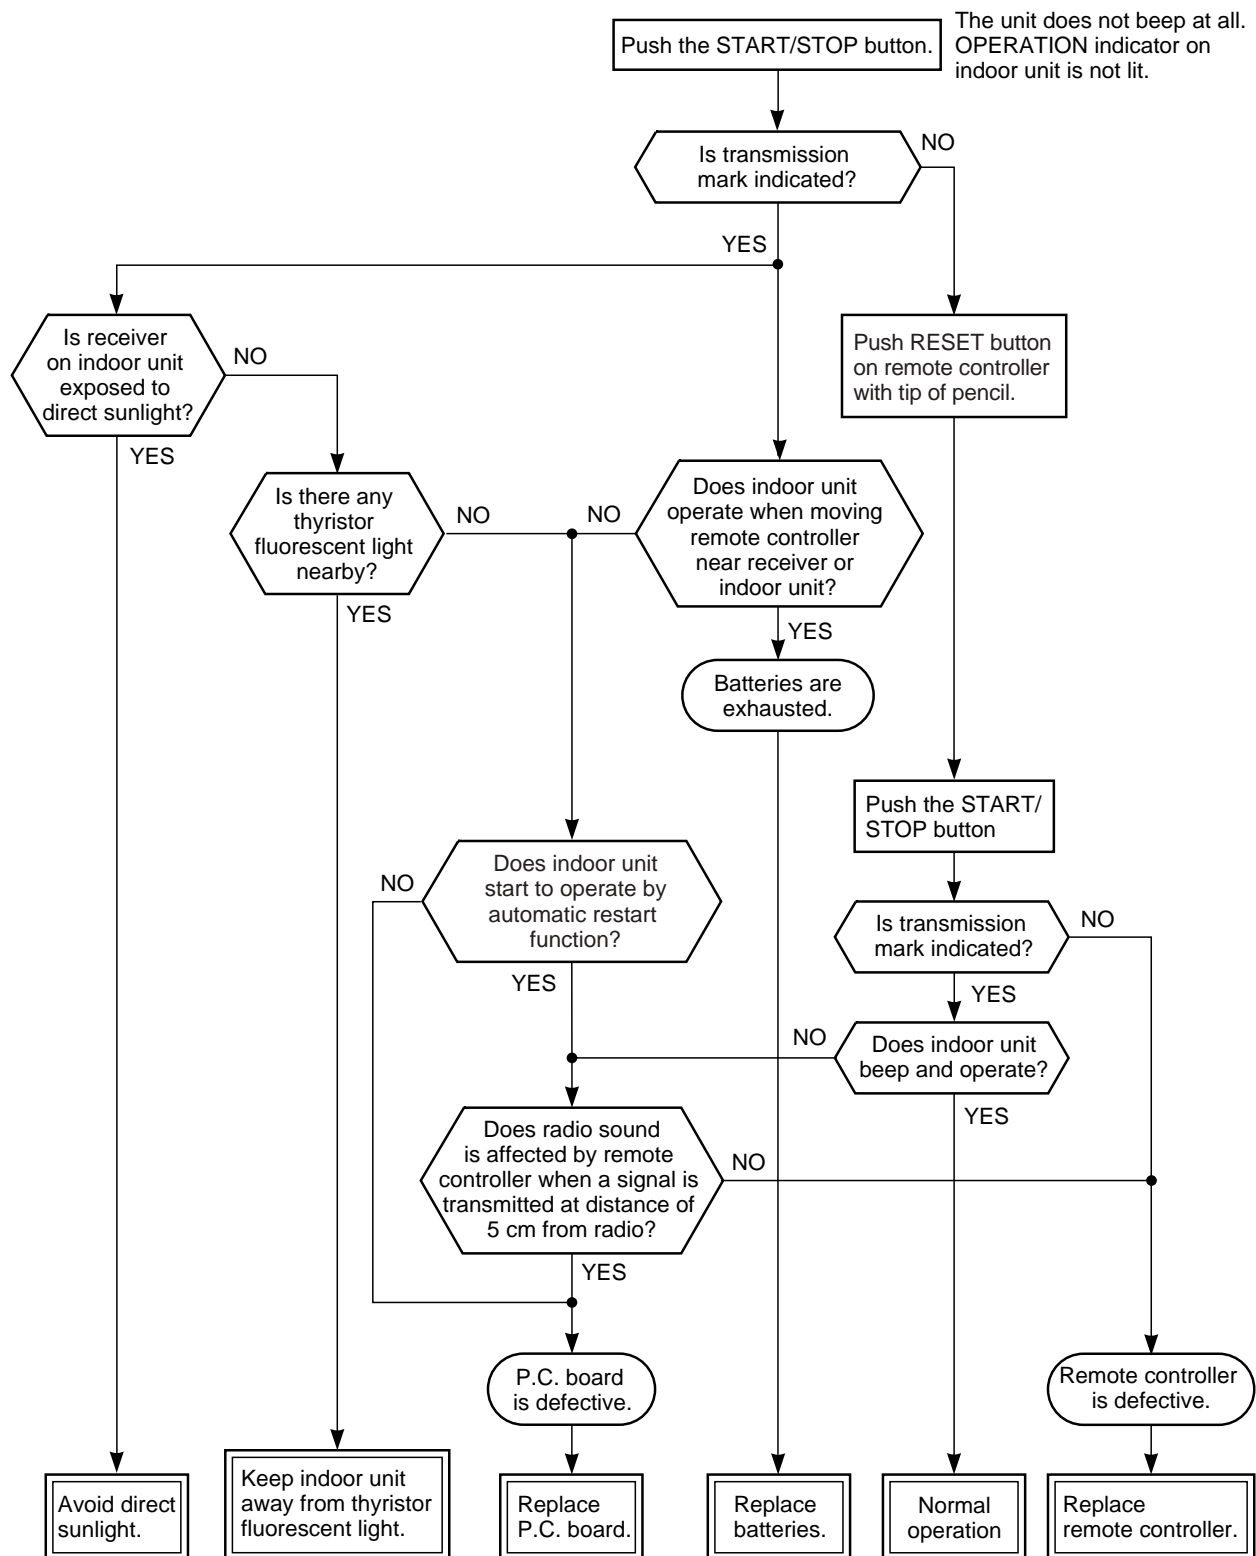 Push the START/STOP button.
The unit does not beep at all.
OPERATION indicator on
indoor unit is not lit.
Is transmission
mark indicated?
NO
YES
Is receiver
on indoor unit
exposed to
direct sunlight?
NO
YES
Push RESET button
on remote controller
with tip of pencil.
Is there any
thyristor
fluorescent light
nearby?
NO
YES
NO
Does indoor unit
operate when moving
remote controller
near receiver or
indoor unit?
YES
Batteries are
exhausted.
Push the START/
STOP button
Does indoor unit
start to operate by
automatic restart
function?
NO
YES
Is transmission
mark indicated?
NO
YES
NO
Does indoor unit
beep and operate?
YES
Does radio sound
is affected by remote
controller when a signal is
transmitted at distance of
5 cm from radio?
NO
YES
P.C. board
is defective.
Remote controller
is defective.
Avoid direct
sunlight.
Keep indoor unit
away from thyristor
fluorescent light.
Replace
P.C. board.
Replace
batteries.
Normal
operation
Replace
remote controller.